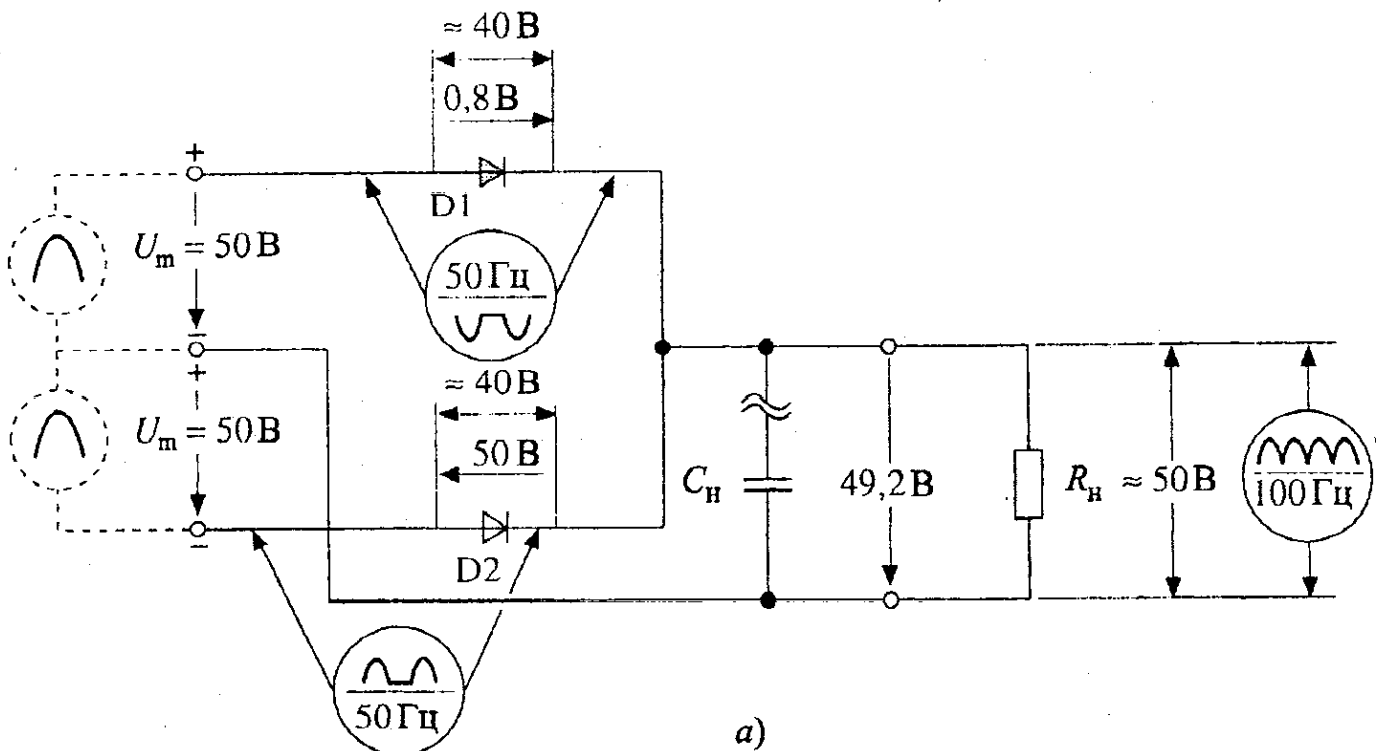 ≈ 40 В
0,8 В
+
D1
U_m = 50 В
50 Гц
−
+
≈ 40 В
U_m = 50 В
50 В
C_н
49,2 В
R_н ≈ 50 В
100 Гц
−
D2
50 Гц
а)